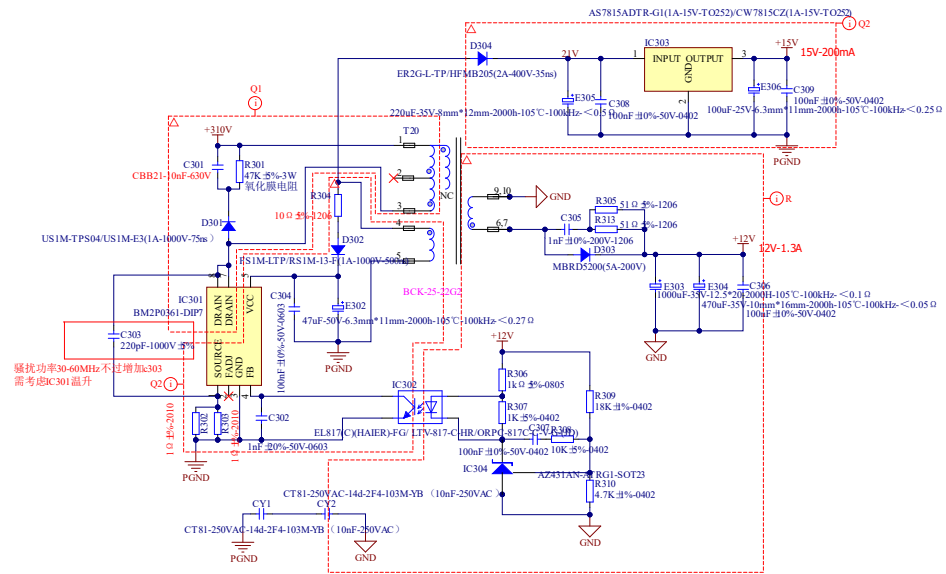 AS7815ADTR-G1(1A-15V-TO252)/CW7815CZ(1A-15V-TO252)
Q2
D304
21V
IC303
+15V
15V-200mA
1
INPUT OUTPUT
3
GND
2
ER2G-L-TP/HFMB205(2A-400V-35ns)
E305
C308
E306
C309
100nF±10%-50V-0402
220uF-35V-8mm*12mm-2000h-105℃-100kHz-<0.5Ω
100nF±10%-50V-0402
100uF-25V-6.3mm*11mm-2000h-105℃-100kHz-<0.25Ω
PGND
Q1
+310V
T20
1
C301
CBB21-10nF-630V
R301
47K±5%-3W
氧化膜电阻
2
NC
3
4
5
9,10
GND
6,7
R
R304
10Ω±5%-1206
R305
51Ω±5%-1206
R313
51Ω±5%-1206
C305
1nF±10%-200V-1206
D303
MBRD5200(5A-200V)
+12V
12V-1.3A
D301
US1M-TPS04/US1M-E3(1A-1000V-75ns)
D302
FS1M-LTP/RS1M-13-F(1A-1000V-500ns)
BCK-25-22G2
E303
E304
C306
1000uF-35V-12.5*20-2000H-105℃-100kHz-<0.1Ω
470uF-35V-10mm*16mm-2000h-105℃-100kHz-<0.05Ω
100nF±10%-50V-0402
GND
IC301
BM2P0361-DIP7
DRAIN
DRAIN
VCC
SOURCE
FADJ
GND
FB
C304
100nF±10%-50V-0603
E302
47uF-50V-6.3mm*11mm-2000h-105℃-100kHz-<0.27Ω
PGND
C303
220pF-1000V±5%
骚扰功率30-60MHz不过增加c303
需考虑IC301温升
Q2
4
R302
1Ω±1%-2010
R303
1Ω±1%-2010
C302
1nF±20%-50V-0603
PGND
IC302
EL817(C)(HAIER)-FG/
+12V
R306
1kΩ±5%-0805
R307
1K±5%-0402
R309
18K±1%-0402
C307
100nF±10%-50V-0402
10K±5%-0402
IC304
R310
4.7K±1%-0402
GND
CT81-250VAC-14d-2F4-103M-YB（10nF-250VAC）
CY1
CY2
CT81-250VAC-14d-2F4-103M-YB（10nF-250VAC）
PGND
GND